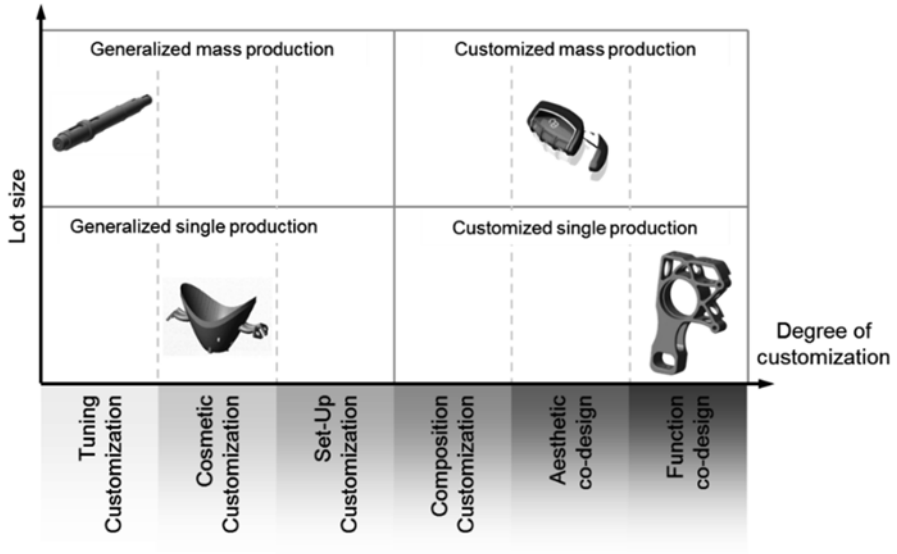 Generalized mass production
Customized mass production
Lot size
Generalized single production
Customized single production
Degree of
customization
Tuning
Customization
Cosmetic
Customization
Set-Up
Customization
Composition
Customization
Aesthetic
co-design
Function
co-design